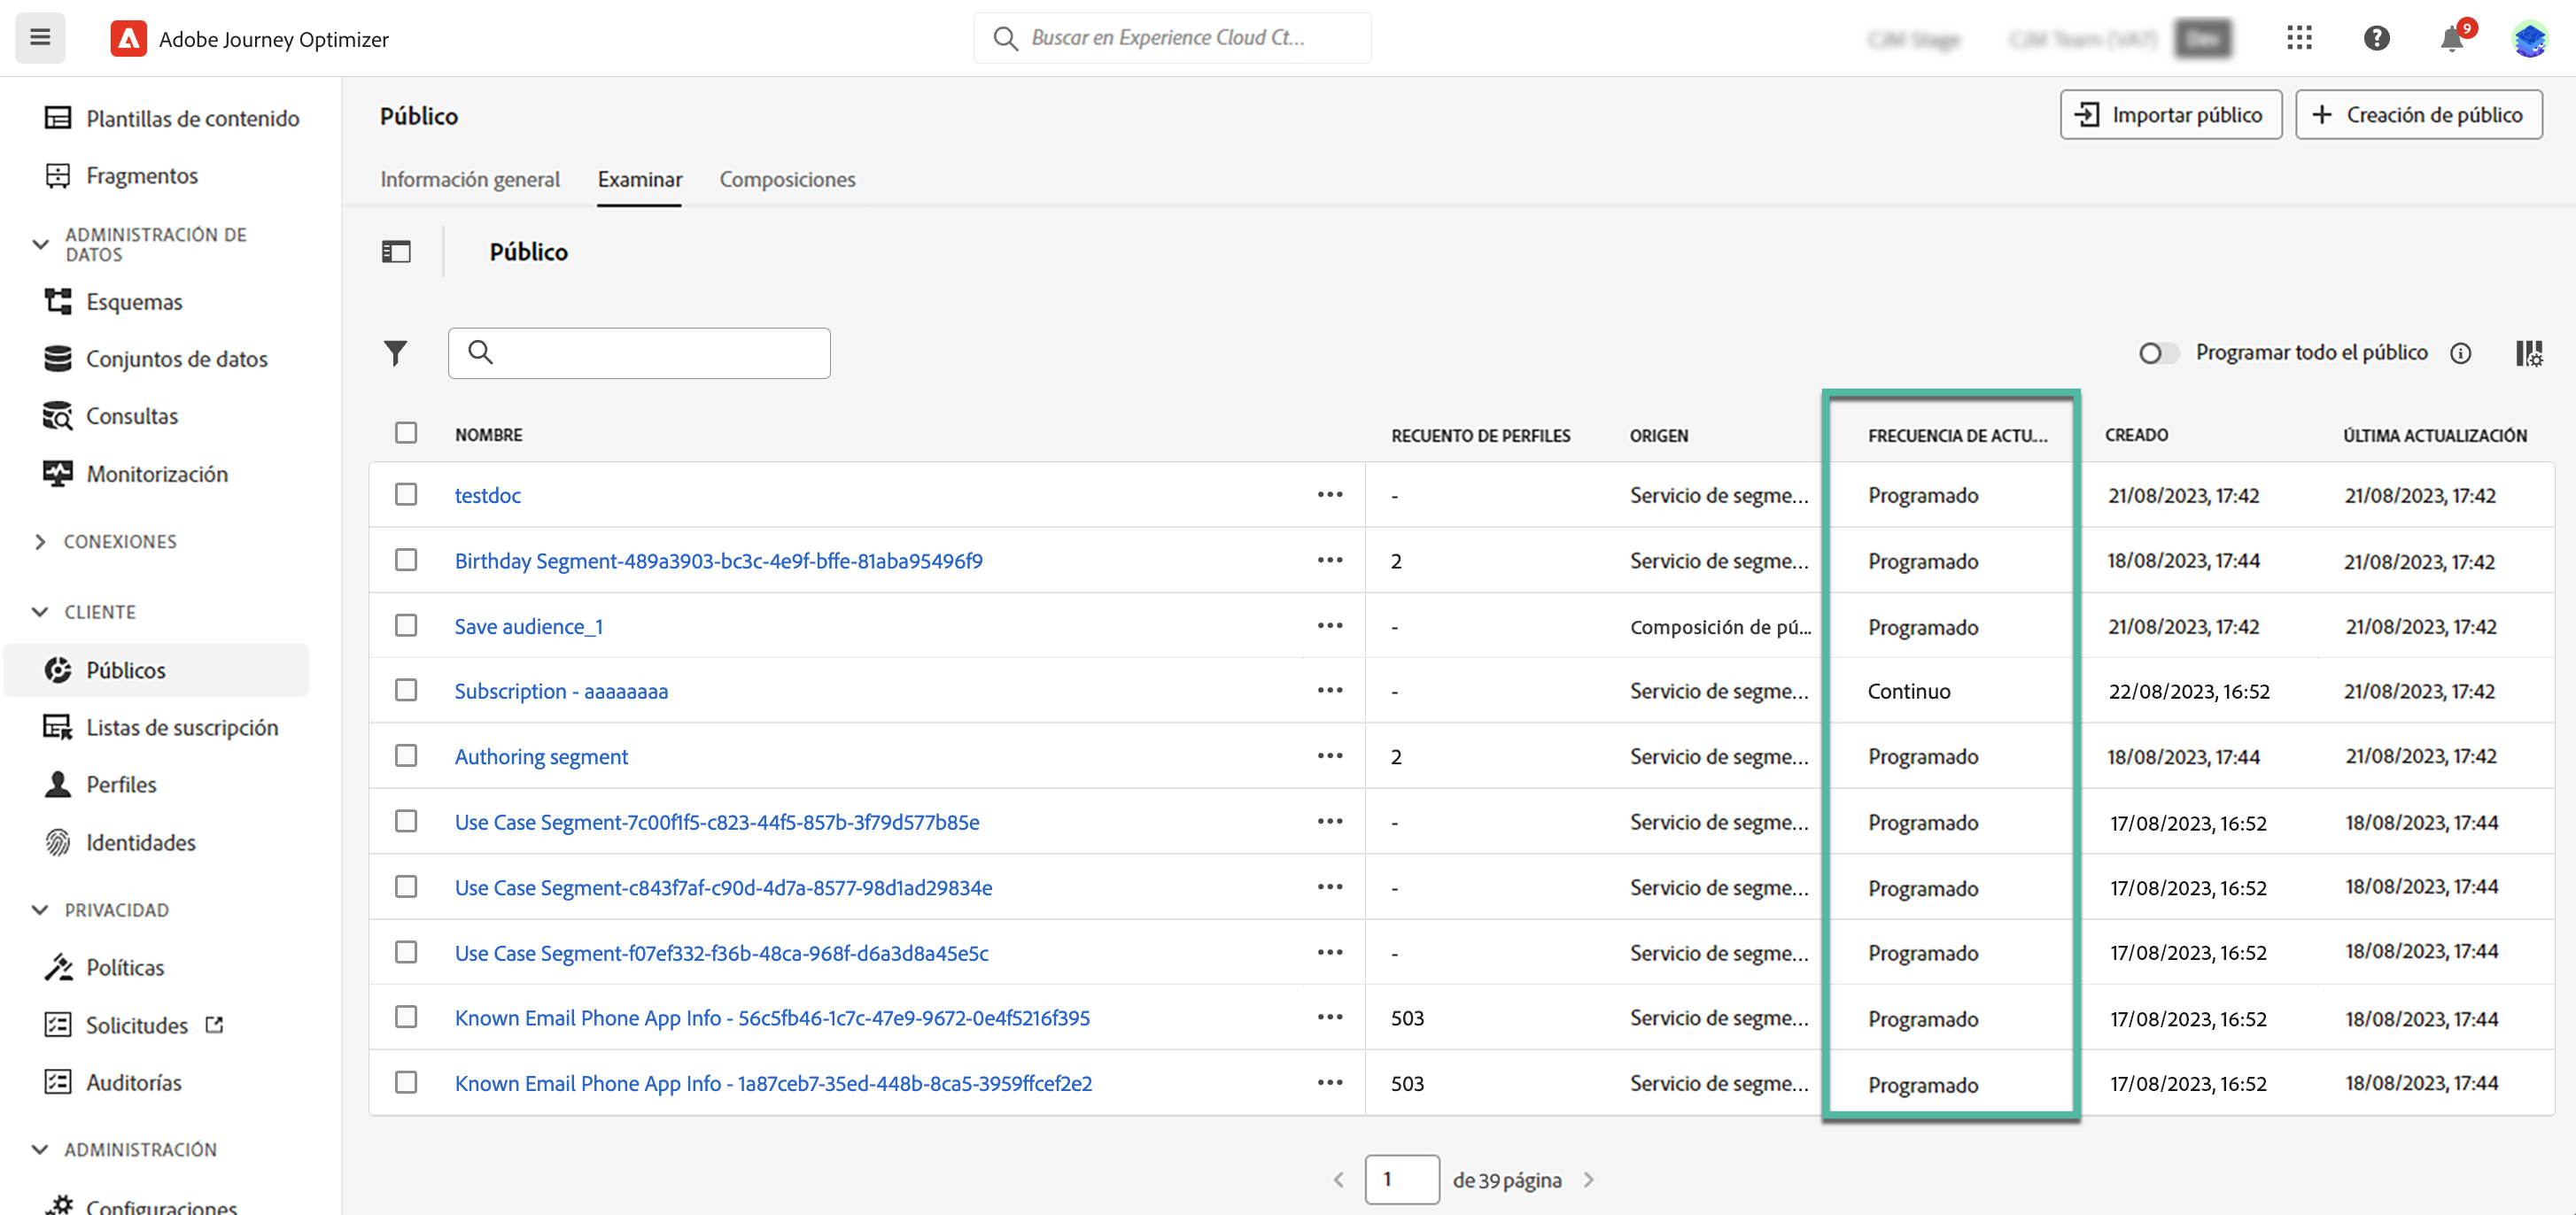 Adobe Journey Optimizer
Buscar en Experience Cloud Ct...
9
Plantillas de contenido
Fragmentos
ADMINISTRACIÓN DE
DATOS
Esquemas
Conjuntos de datos
Consultas
Monitorización
CONEXIONES
CLIENTE
Públicos
Listas de suscripción
Perfiles
Identidades
PRIVACIDAD
Políticas
Solicitudes
Auditorías
ADMINISTRACIÓN
Configuraciones
Público
Importar público
Creación de público
Información general Examinar Composiciones
Público
Programar todo el público
NOMBRE RECUENTO DE PERFILES ORIGEN FRECUENCIA DE ACTU... CREADO ÚLTIMA ACTUALIZACIÓN
testdoc - Servicio de segme... Programado 21/08/2023, 17:42 21/08/2023, 17:42
Birthday Segment-489a3903-bc3c-4e9f-bffe-81aba95496f9 2 Servicio de segme... Programado 18/08/2023, 17:44 21/08/2023, 17:42
Save audience_1 - Composición de pú... Programado 21/08/2023, 17:42 21/08/2023, 17:42
Subscription - aaaaaaaa - Servicio de segme... Continuo 22/08/2023, 16:52 21/08/2023, 17:42
Authoring segment 2 Servicio de segme... Programado 18/08/2023, 17:44 21/08/2023, 17:42
Use Case Segment-7c00f1f5-c823-44f5-857b-3f79d577b85e - Servicio de segme... Programado 17/08/2023, 16:52 18/08/2023, 17:44
Use Case Segment-c843f7af-c90d-4d7a-8577-98d1ad29834e - Servicio de segme... Programado 17/08/2023, 16:52 18/08/2023, 17:44
Use Case Segment-f07ef332-f36b-48ca-968f-d6a3d8a45e5c - Servicio de segme... Programado 17/08/2023, 16:52 18/08/2023, 17:44
Known Email Phone App Info - 56c5fb46-1c7c-47e9-9672-0e4f5216f395 503 Servicio de segme... Programado 17/08/2023, 16:52 18/08/2023, 17:44
Known Email Phone App Info - 1a87ceb7-35ed-448b-8ca5-3959ffcef2e2 503 Servicio de segme... Programado 17/08/2023, 16:52 18/08/2023, 17:44
1 de 39 página